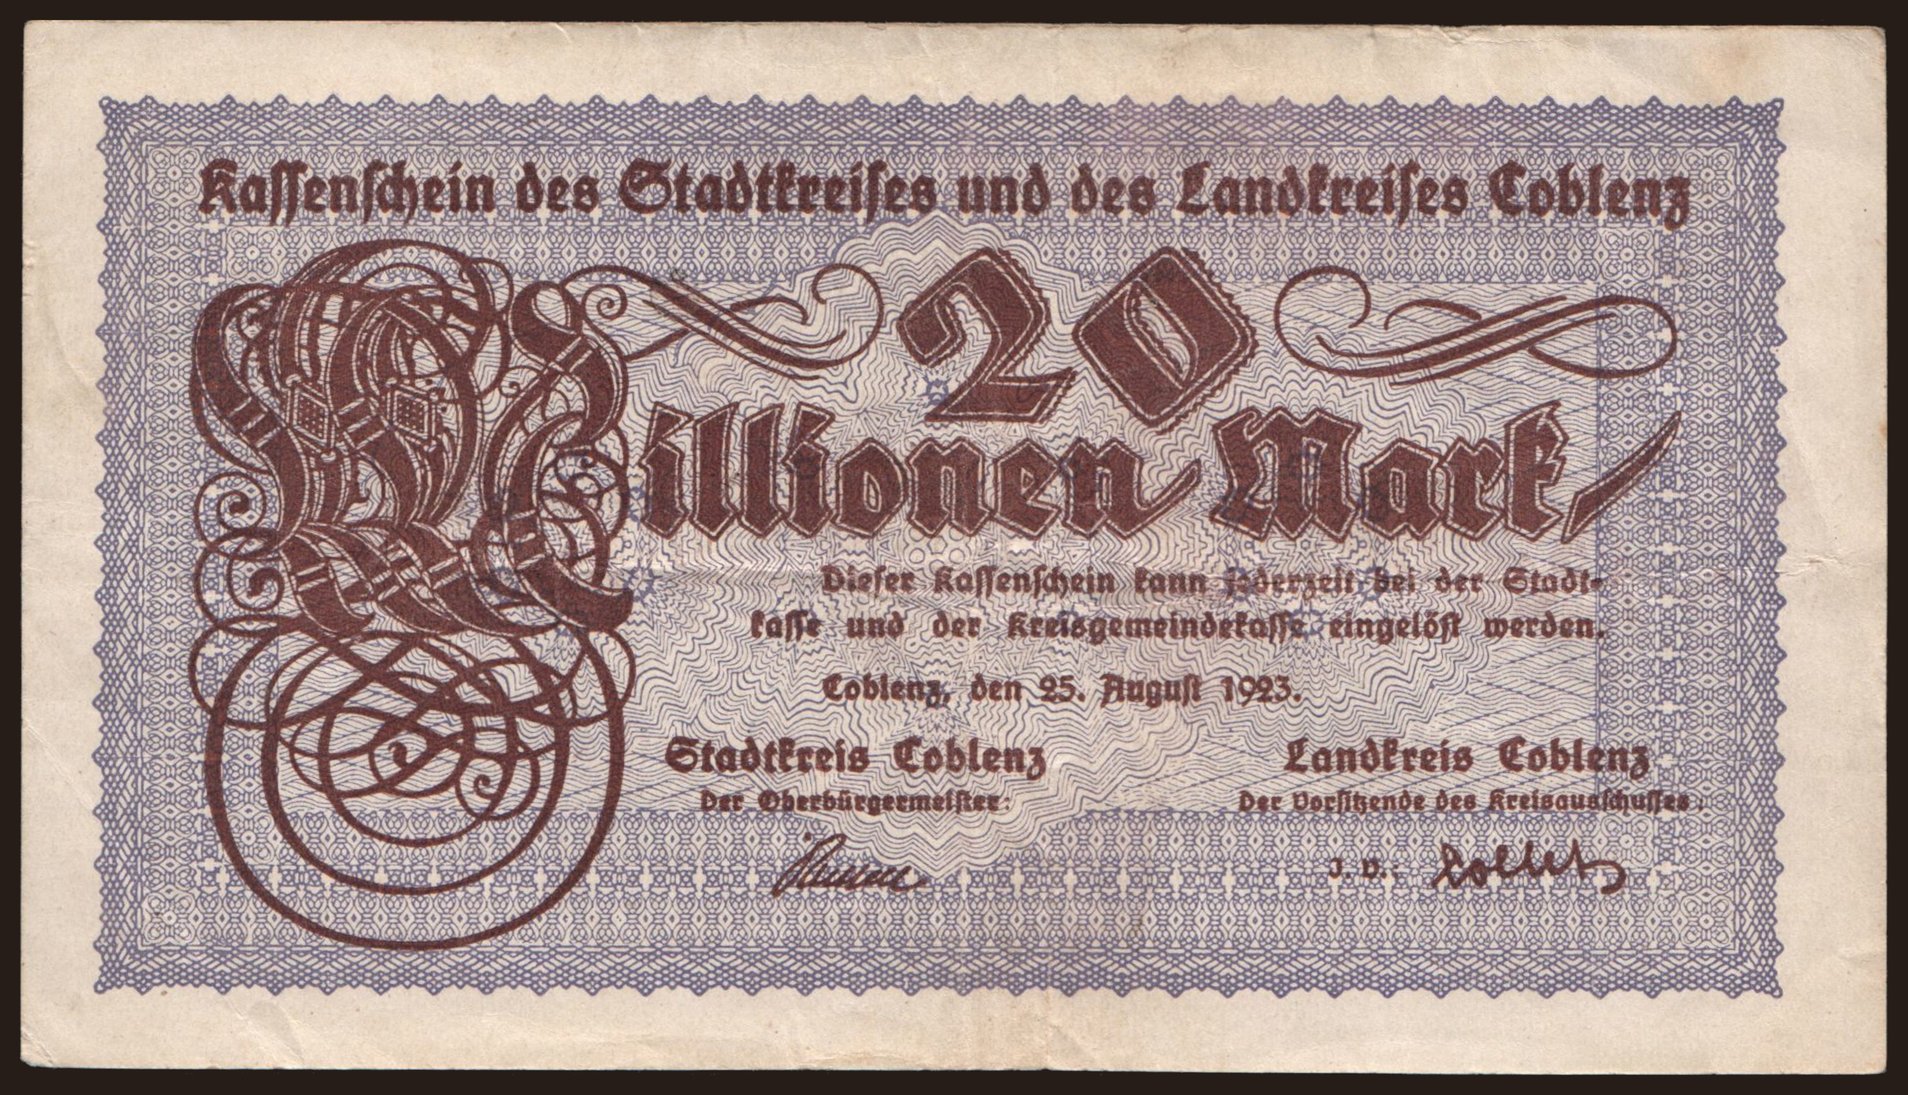 Kassenschein des Stadtkreises und des Landkreises Coblenz
20
Millionen Mark
Dieser Kassenschein kann jederzeit bei der Stadt-
kasse und der Kreisgemeindekasse eingelöst werden.
Coblenz, den 25. August 1923.
Stadtkreis Coblenz
Der Oberbürgermeister:
Landkreis Coblenz
Der Vorsitzende des Kreisausschusses:
J. V.: